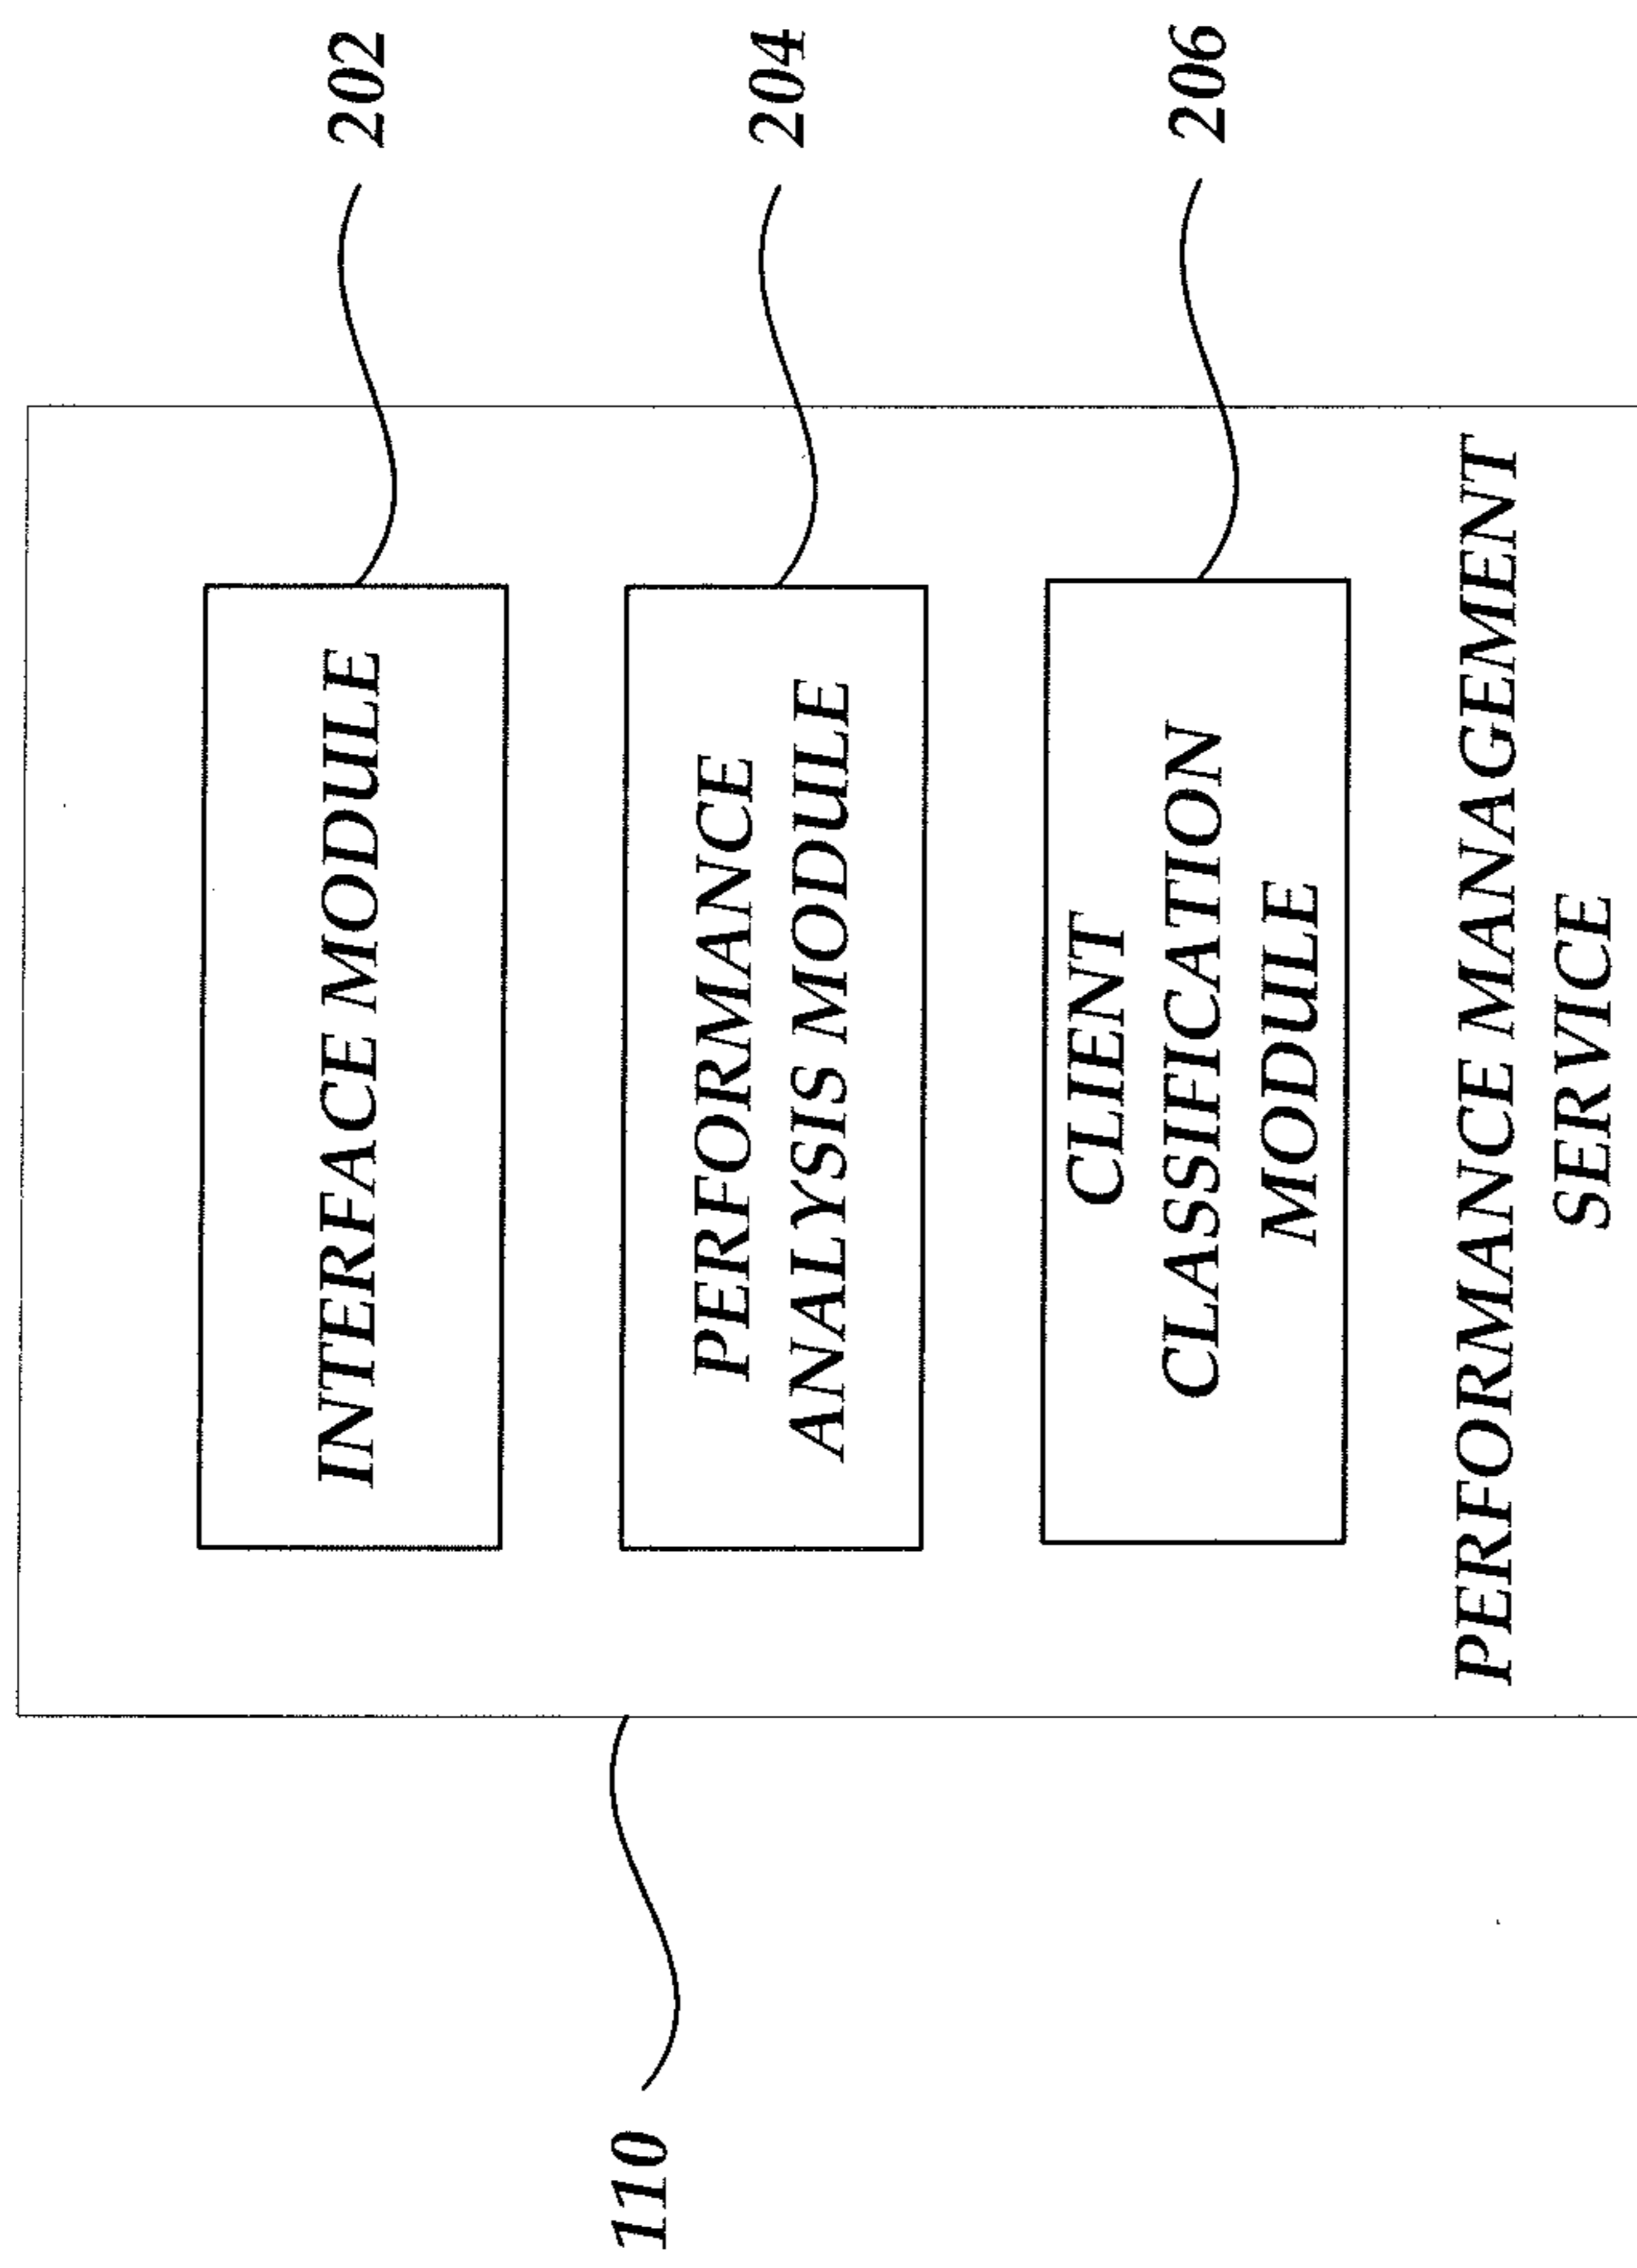 INTERFACE MODULE
202
PERFORMANCE
ANALYSIS MODULE
204
CLIENT
CLASSIFICATION
MODULE
206
110
PERFORMANCE MANAGEMENT
SERVICE